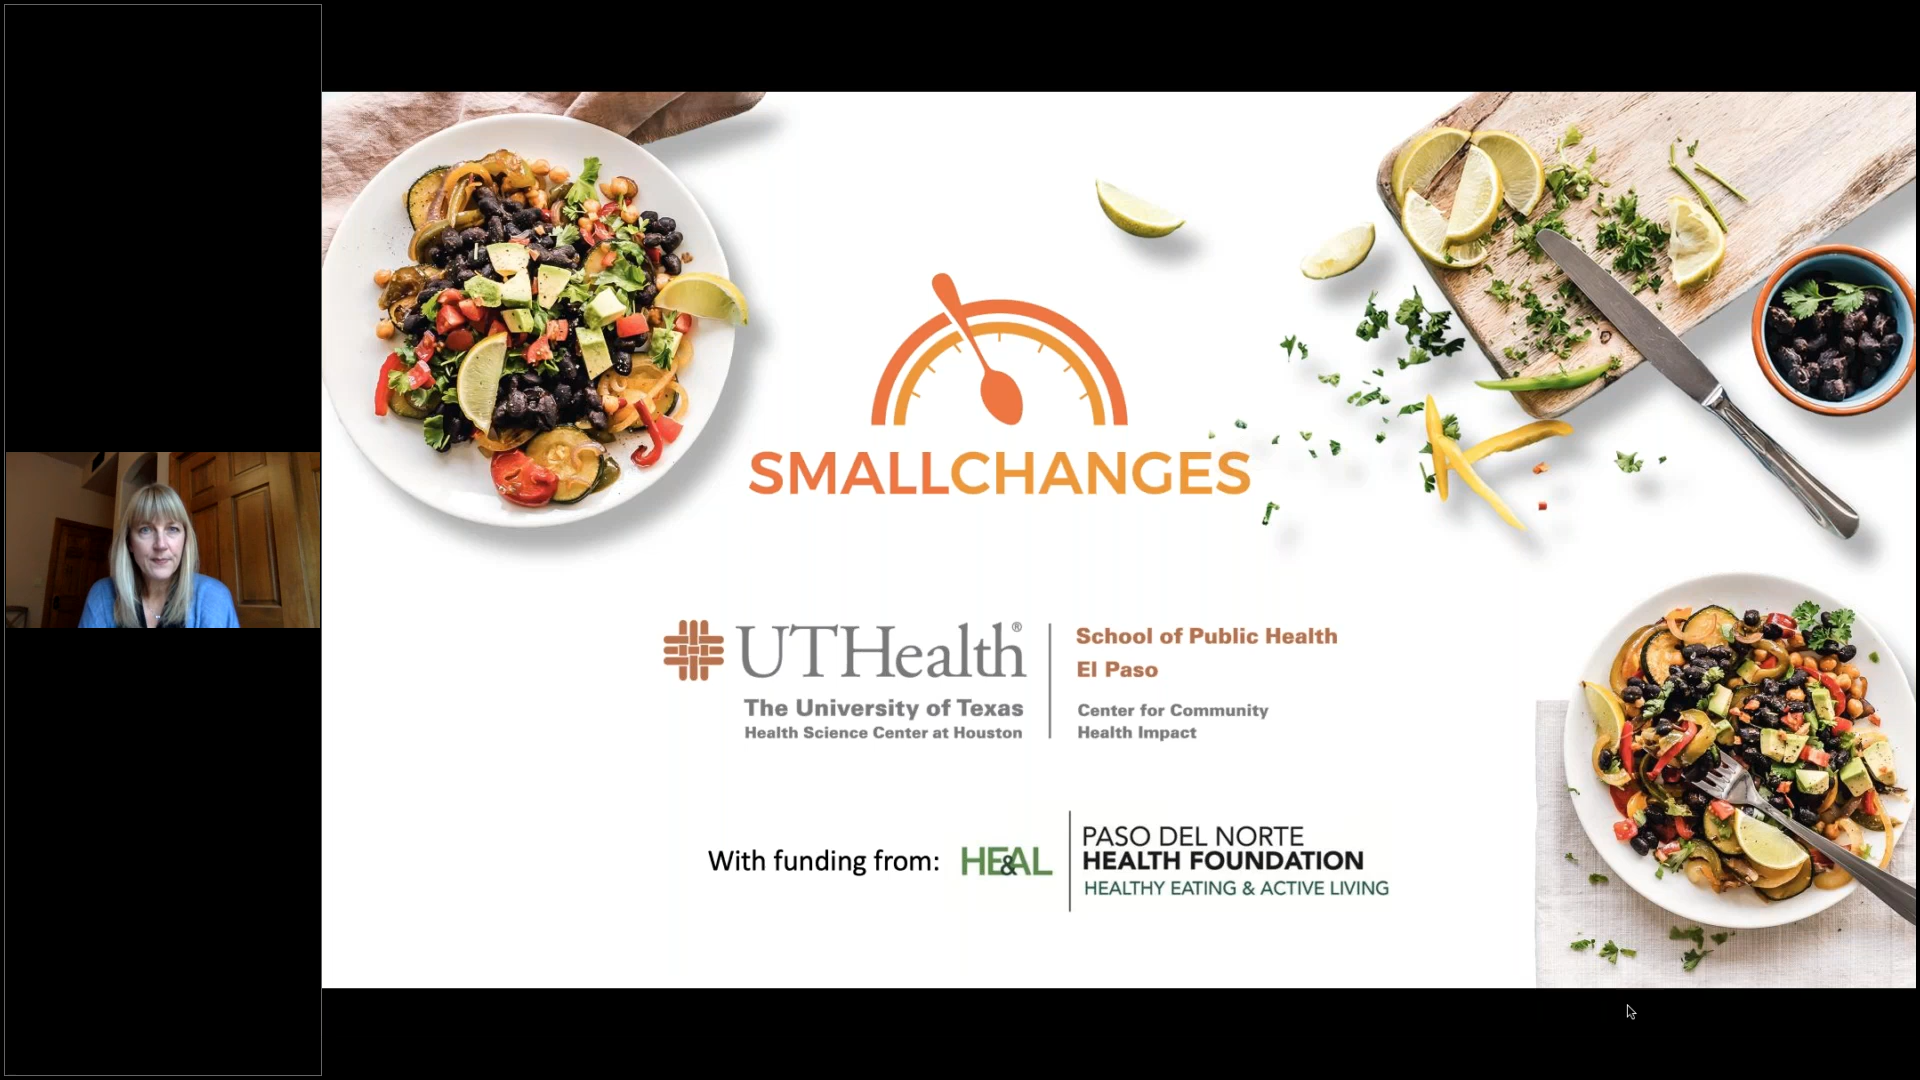 SMALLCHANGES
UTHealth®
The University of Texas
Health Science Center at Houston
School of Public Health
El Paso
Center for Community
Health Impact
With funding from:
HE&AL
PASO DEL NORTE
HEALTH FOUNDATION
HEALTHY EATING & ACTIVE LIVING